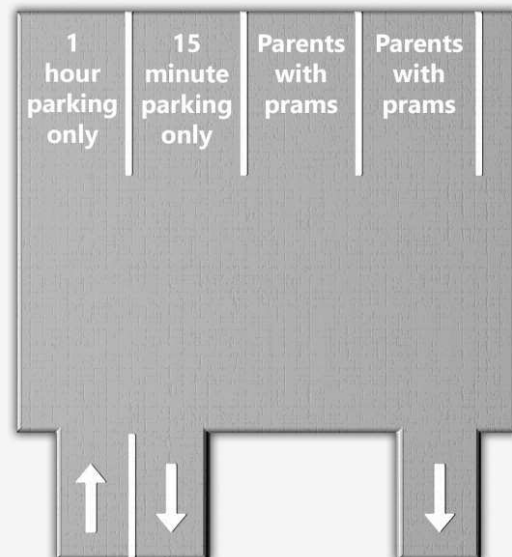 1
hour
parking
only
15
minute
parking
only
Parents
with
prams
Parents
with
prams